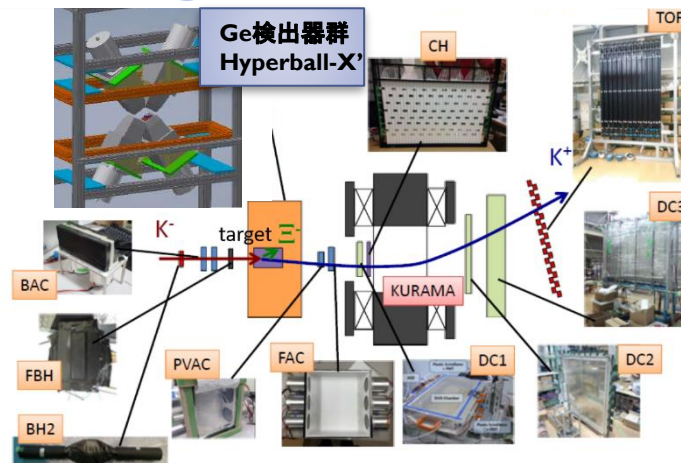 Ge検出器群
Hyperball-X’
CH
TOF
K⁺
DC3
K⁻
target
Ξ⁻
BAC
KURAMA
FBH
PVAC
FAC
DC1
DC2
BH2